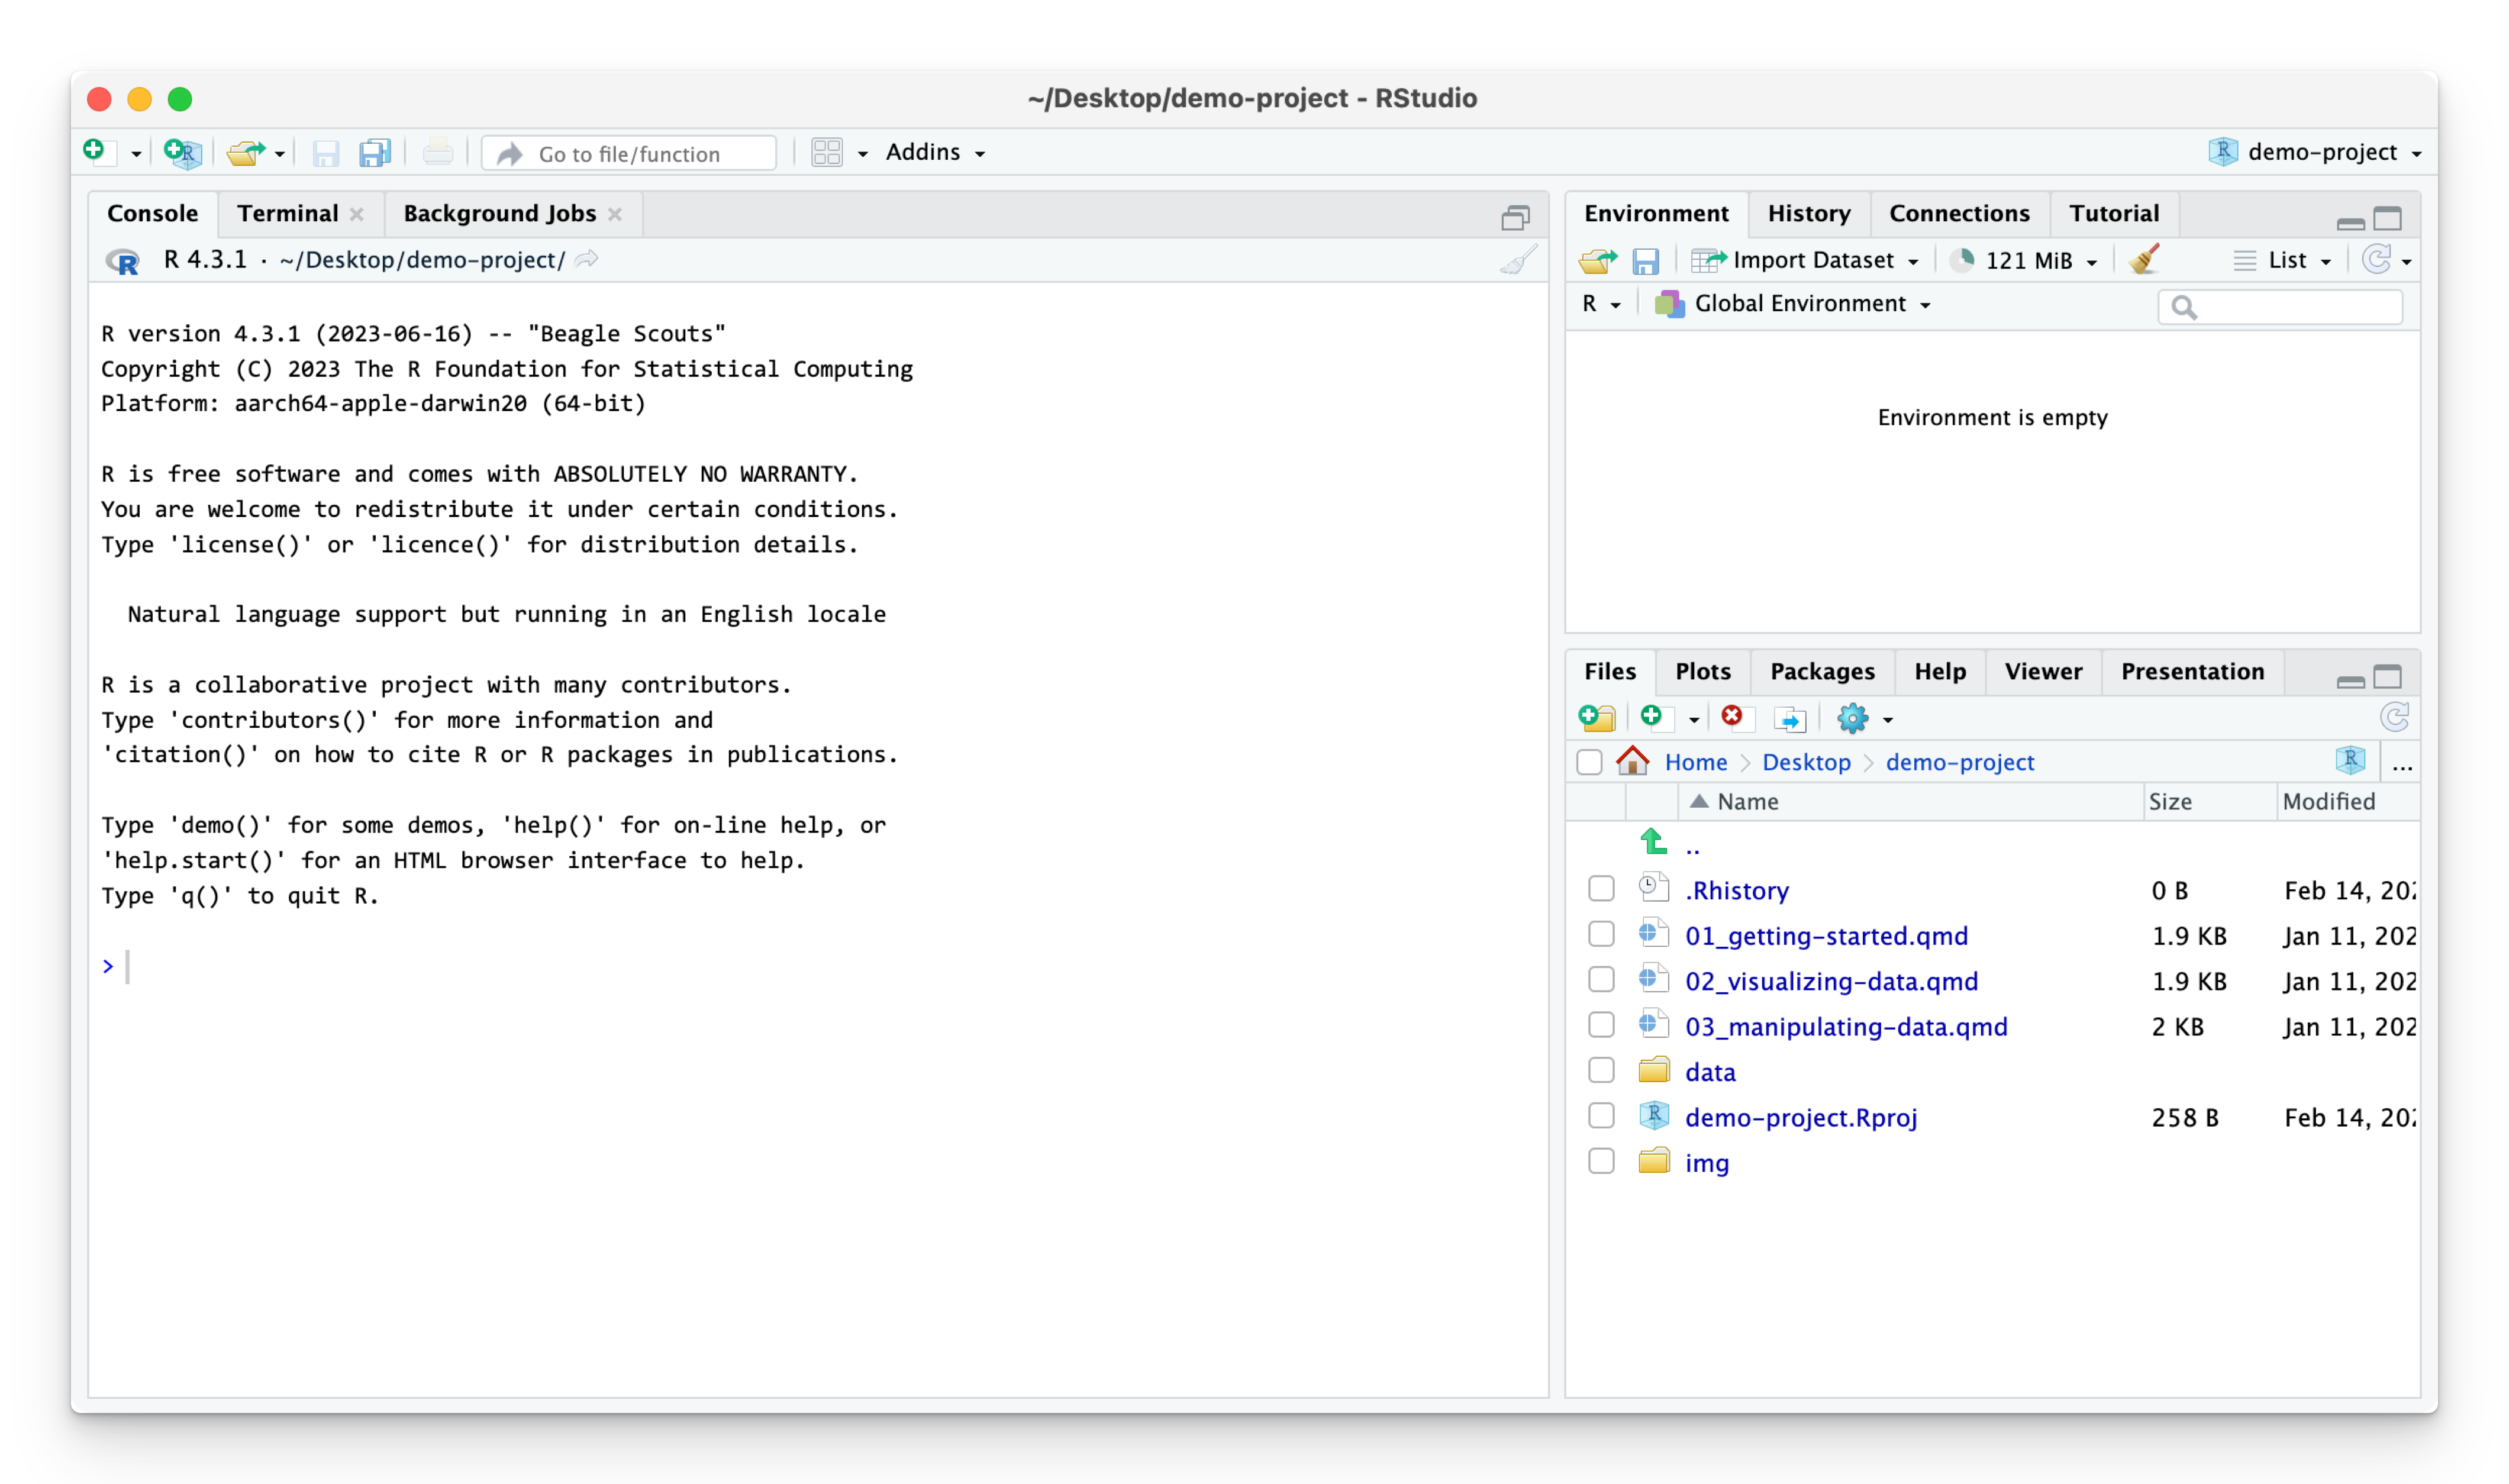 ~/Desktop/demo-project - RStudio
Go to file/function
Addins
demo-project
Console Terminal Background Jobs
R 4.3.1 · ~/Desktop/demo-project/
R version 4.3.1 (2023-06-16) -- "Beagle Scouts"
Copyright (C) 2023 The R Foundation for Statistical Computing
Platform: aarch64-apple-darwin20 (64-bit)
R is free software and comes with ABSOLUTELY NO WARRANTY.
You are welcome to redistribute it under certain conditions.
Type 'license()' or 'licence()' for distribution details.
Natural language support but running in an English locale
R is a collaborative project with many contributors.
Type 'contributors()' for more information and
'citation()' on how to cite R or R packages in publications.
Type 'demo()' for some demos, 'help()' for on-line help, or
'help.start()' for an HTML browser interface to help.
Type 'q()' to quit R.
>
Environment History Connections Tutorial
Import Dataset 121 MiB List
R Global Environment
Environment is empty
Files Plots Packages Help Viewer Presentation
Home Desktop demo-project ...
Name Size Modified
..
.Rhistory 0 B Feb 14, 202
01_getting-started.qmd 1.9 KB Jan 11, 202
02_visualizing-data.qmd 1.9 KB Jan 11, 202
03_manipulating-data.qmd 2 KB Jan 11, 202
data
demo-project.Rproj 258 B Feb 14, 202
img